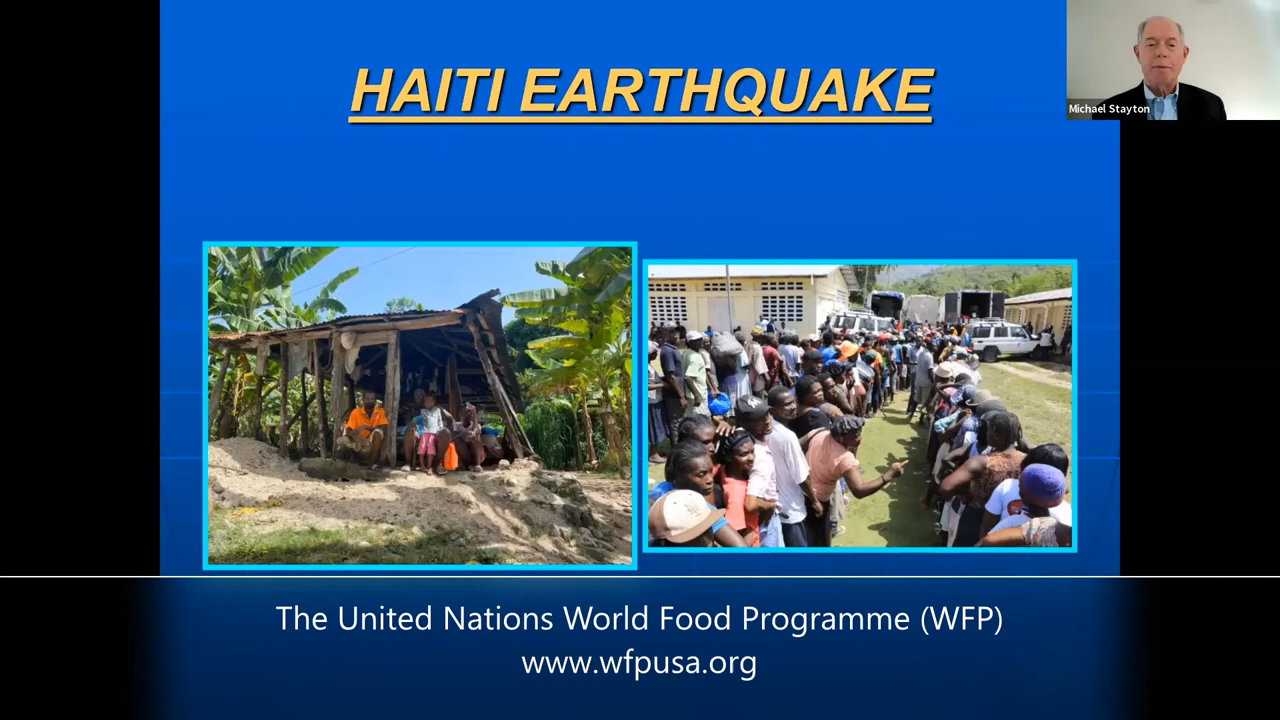 HAITI EARTHQUAKE
Michael Stayton
The United Nations World Food Programme (WFP)
www.wfpusa.org